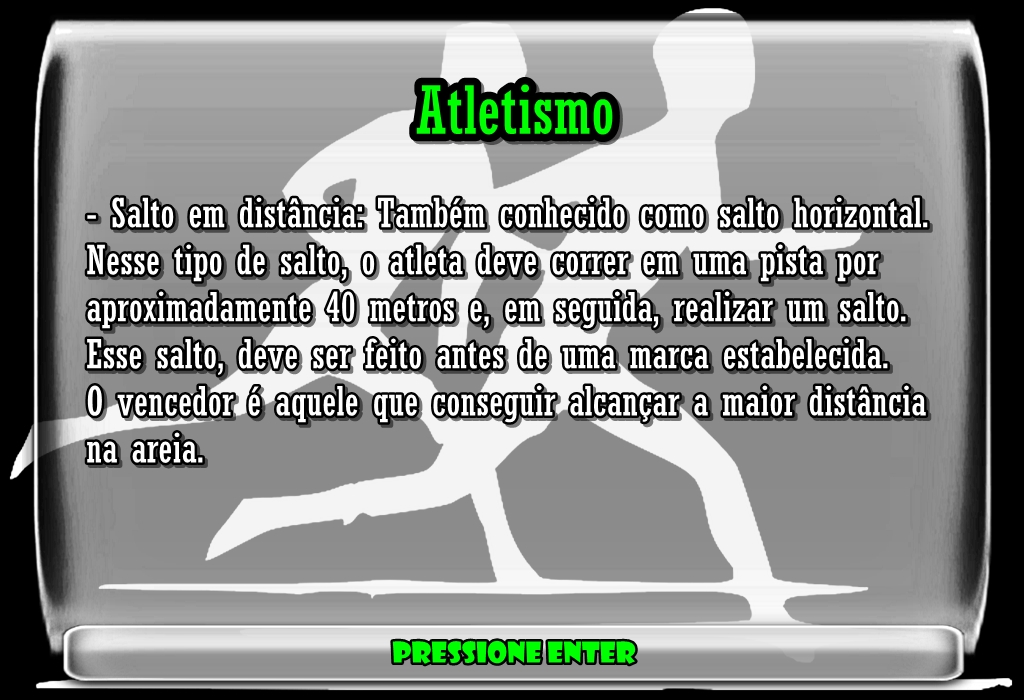 Atletismo
- Salto em distância: Também conhecido como salto horizontal.
Nesse tipo de salto, o atleta deve correr em uma pista por
aproximadamente 40 metros e, em seguida, realizar um salto.
Esse salto, deve ser feito antes de uma marca estabelecida.
O vencedor é aquele que conseguir alcançar a maior distância
na areia.
PRESSIONE ENTER